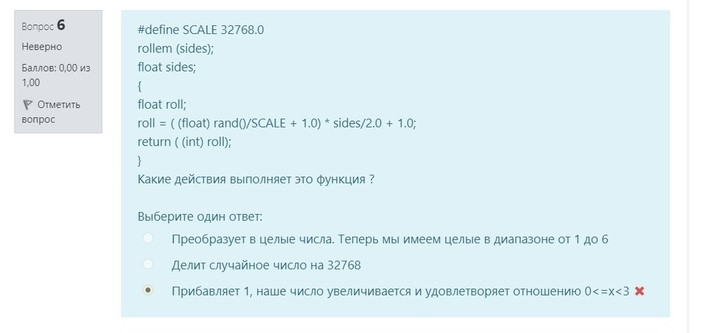 Вопрос 6
Неверно
Баллов: 0,00 из
1,00
Отметить
вопрос
#define SCALE 32768.0
rollem (sides);
float sides;
{
float roll;
roll = ( (float) rand()/SCALE + 1.0) * sides/2.0 + 1.0;
return ( (int) roll);
}
Какие действия выполняет это функция ?
Выберите один ответ:
Преобразует в целые числа. Теперь мы имеем целые в диапазоне от 1 до 6
Делит случайное число на 32768
Прибавляет 1, наше число увеличивается и удовлетворяет отношению 0<=x<3